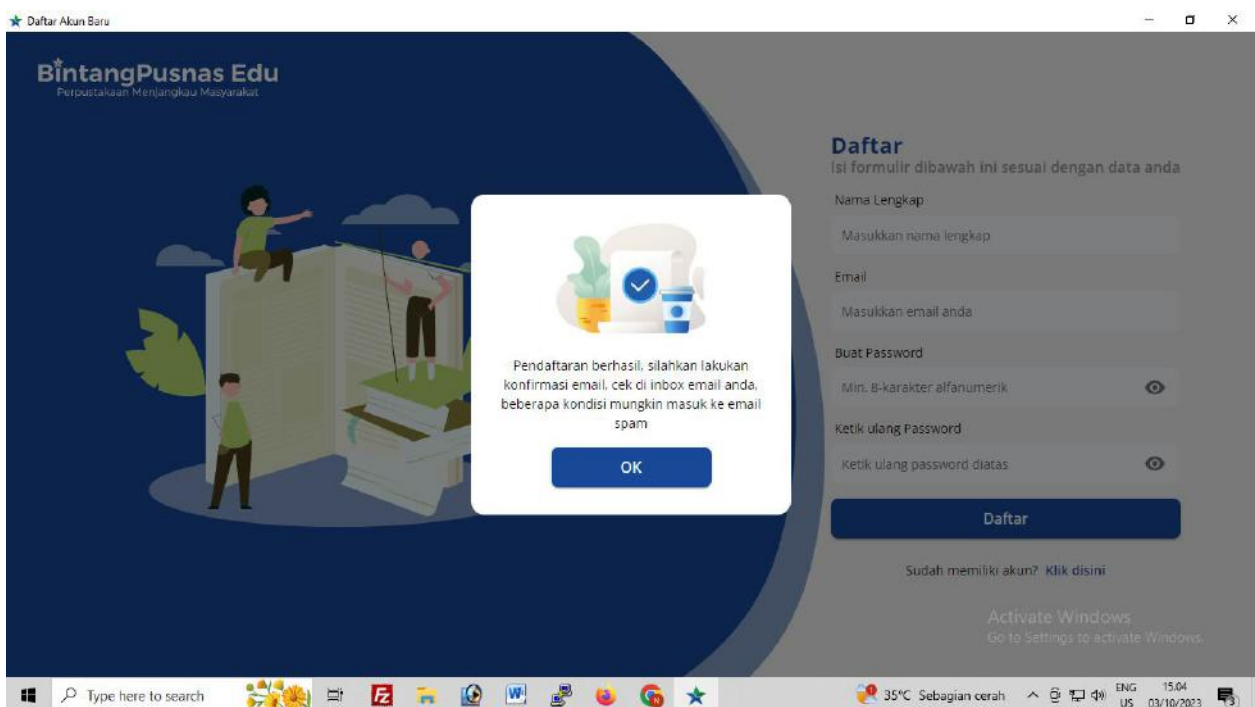 Daftar Akun Baru
BintangPusnas Edu
Perpustakaan Menjangkau Masyarakat
Daftar
Isi formulir dibawah ini sesuai dengan data anda
Nama Lengkap
Masukkan nama lengkap
Email
Masukkan email anda
Buat Password
Min. 8-karakter alfanumerik
Ketik ulang Password
Ketik ulang password diatas
Daftar
Sudah memiliki akun? Klik disini
Pendaftaran berhasil, silahkan lakukan
konfirmasi email, cek di inbox email anda,
beberapa kondisi mungkin masuk ke email
spam
OK
Activate Windows
Go to Settings to activate Windows.
Type here to search
35°C Sebagian cerah
ENG
US
15.04
03/10/2023